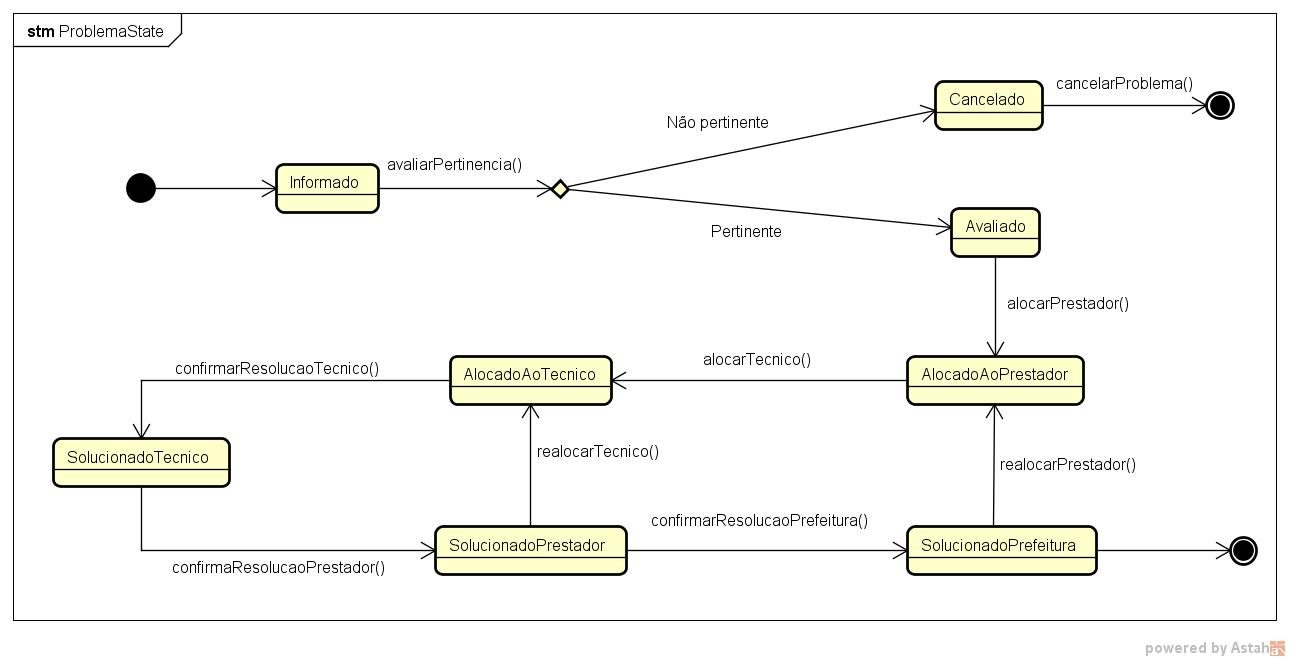 stm ProblemaState
cancelarProblema()
Cancelado
Não pertinente
avaliarPertinencia()
Informado
Avaliado
Pertinente
alocarPrestador()
alocarTecnico()
confirmarResolucaoTecnico()
AlocadoAoTecnico
AlocadoAoPrestador
realocarTecnico()
SolucionadoTecnico
realocarPrestador()
confirmarResolucaoPrefeitura()
SolucionadoPrestador
SolucionadoPrefeitura
confirmaResolucaoPrestador()
powered by Astah